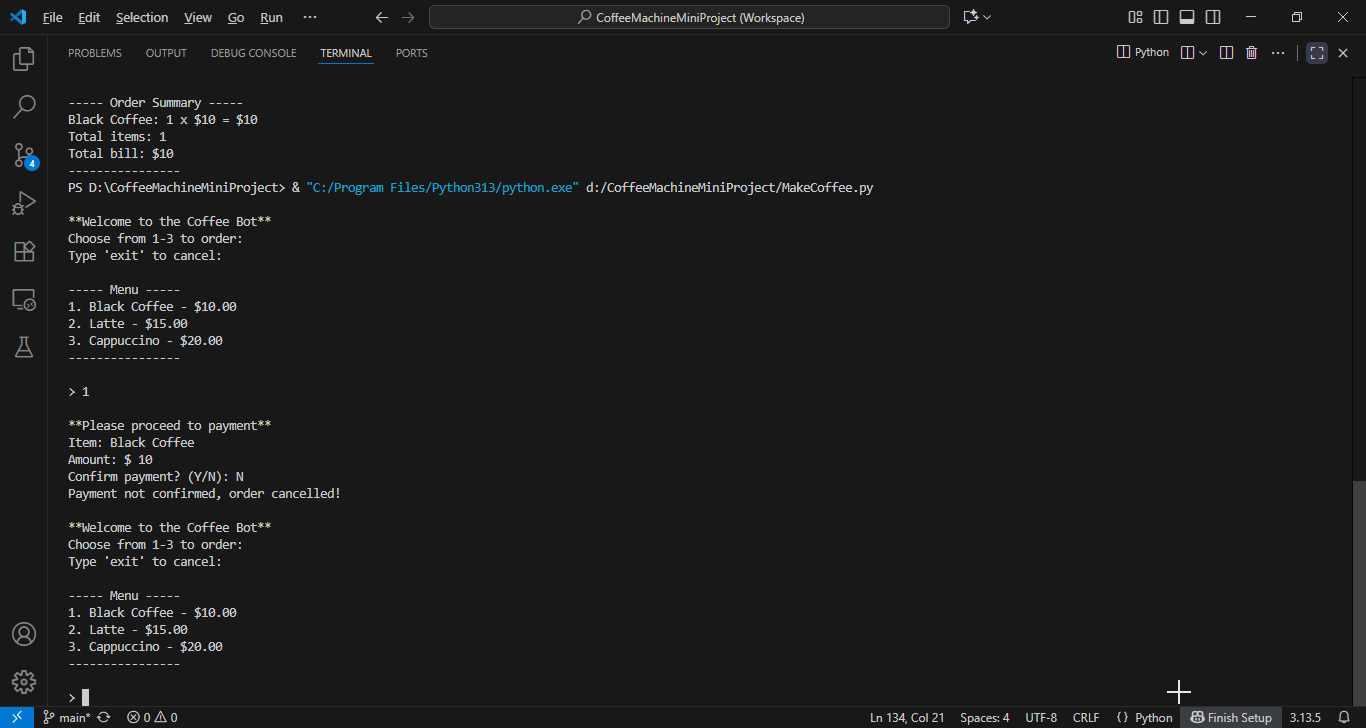 File Edit Selection View Go Run ··· CoffeeMachineMiniProject (Workspace)
PROBLEMS OUTPUT DEBUG CONSOLE TERMINAL PORTS Python ···
----- Order Summary -----
Black Coffee: 1 x $10 = $10
Total items: 1
Total bill: $10
----------------
PS D:\CoffeeMachineMiniProject> & "C:/Program Files/Python313/python.exe" d:/CoffeeMachineMiniProject/MakeCoffee.py
**Welcome to the Coffee Bot**
Choose from 1-3 to order:
Type 'exit' to cancel:
----- Menu -----
1. Black Coffee - $10.00
2. Latte - $15.00
3. Cappuccino - $20.00
----------------
> 1
**Please proceed to payment**
Item: Black Coffee
Amount: $ 10
Confirm payment? (Y/N): N
Payment not confirmed, order cancelled!
**Welcome to the Coffee Bot**
Choose from 1-3 to order:
Type 'exit' to cancel:
----- Menu -----
1. Black Coffee - $10.00
2. Latte - $15.00
3. Cappuccino - $20.00
----------------
>
4
main* 0 0 Ln 134, Col 21 Spaces: 4 UTF-8 CRLF {} Python Finish Setup 3.13.5